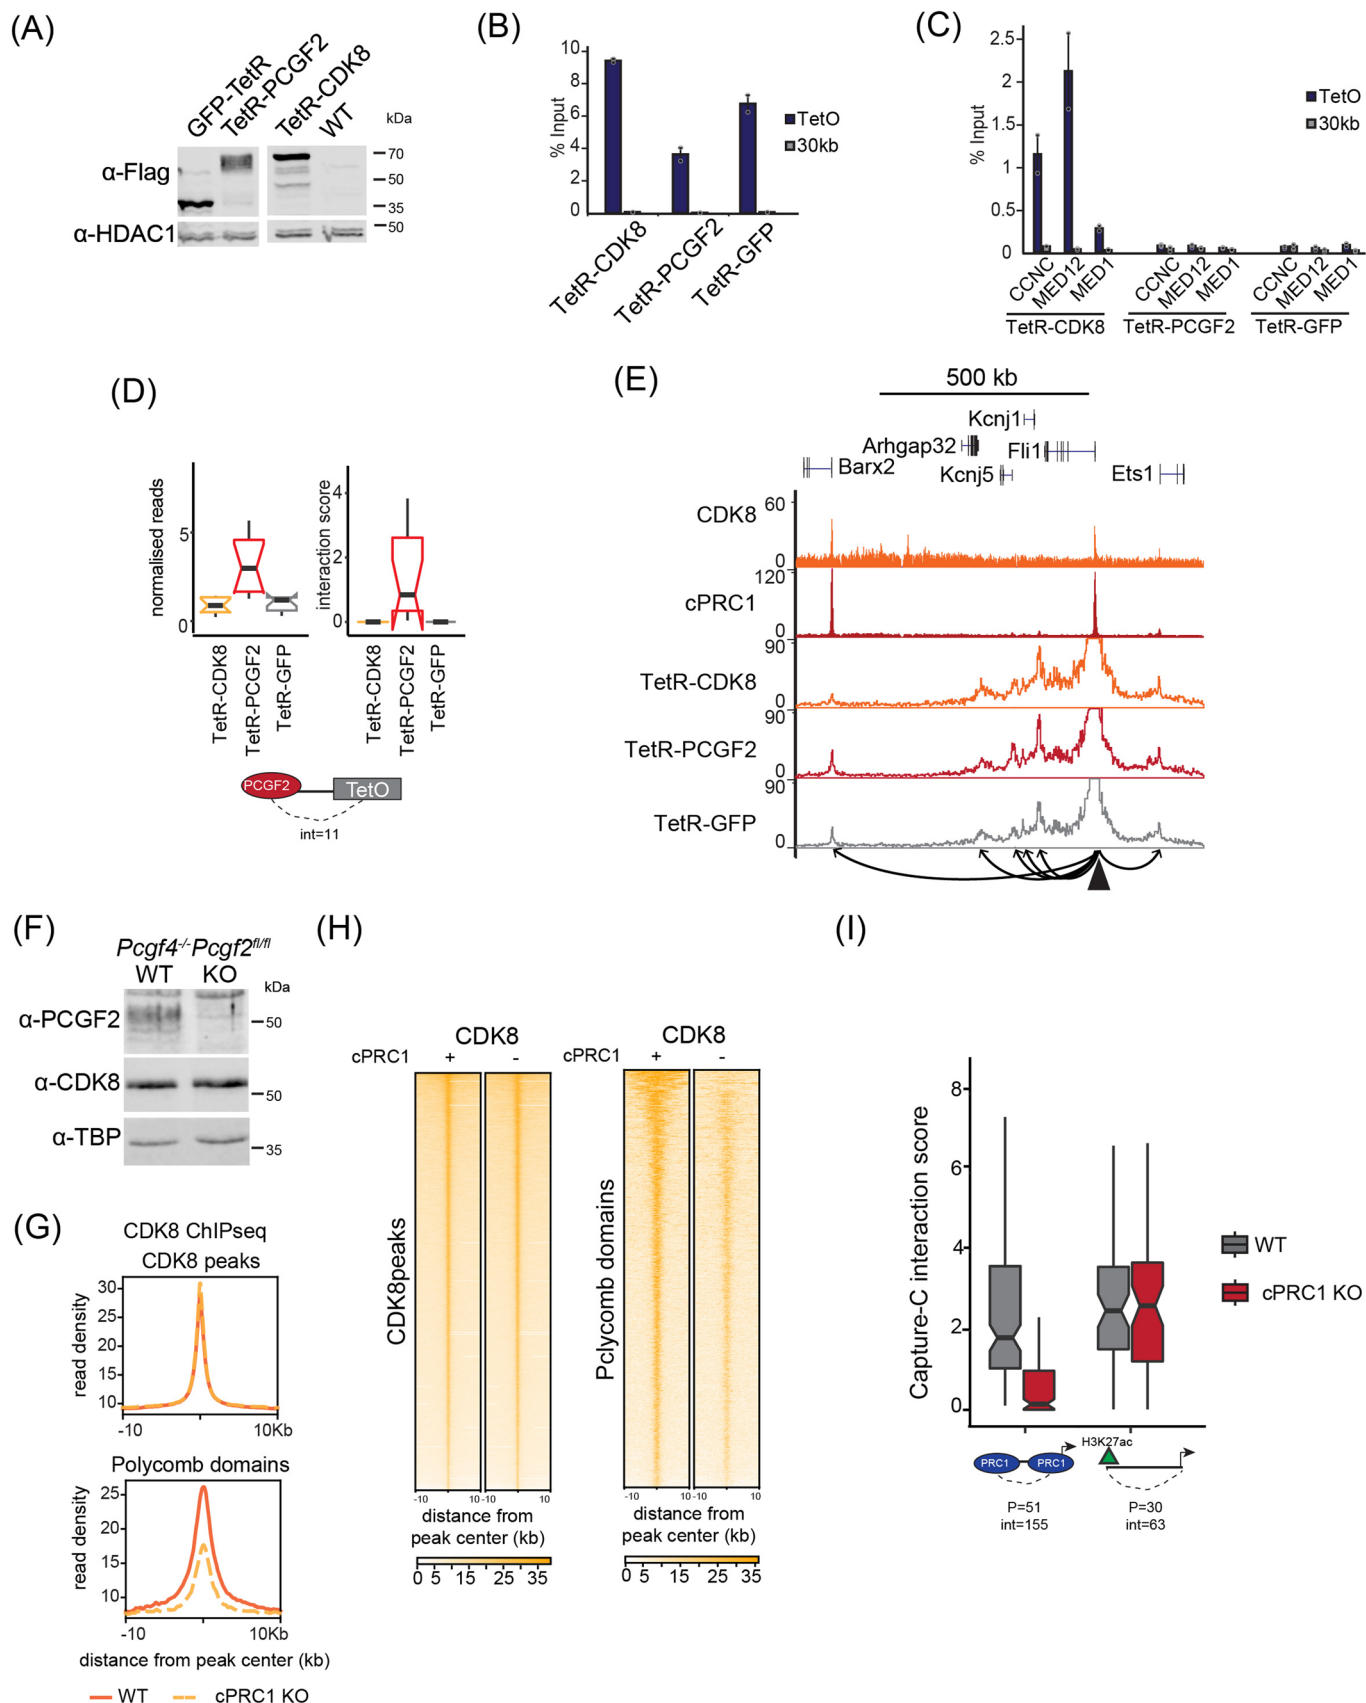 (A)
GFP-TetR
TetR-PCGF2
TetR-CDK8
WT
kDa
α-Flag
70
50
35
α-HDAC1
50
(B)
% Input
10
8
6
4
2
0
TetO
30kb
TetR-CDK8
TetR-PCGF2
TetR-GFP
(C)
% Input
2.5
2
1.5
1
0.5
0
TetO
30kb
CCNC
MED12
MED1
CCNC
MED12
MED1
CCNC
MED12
MED1
TetR-CDK8
TetR-PCGF2
TetR-GFP
(D)
normalised reads
5
0
TetR-CDK8
TetR-PCGF2
TetR-GFP
interaction score
4
2
0
TetR-CDK8
TetR-PCGF2
TetR-GFP
PCGF2
TetO
int=11
(E)
500 kb
Kcnj1
Arhgap32
Fli1
Barx2
Kcnj5
Ets1
CDK8
60
0
cPRC1
120
0
TetR-CDK8
90
0
TetR-PCGF2
90
0
TetR-GFP
90
0
(F)
Pcgf4-/-Pcgf2fl/fl
WT KO
kDa
α-PCGF2
50
α-CDK8
50
α-TBP
35
(G)
CDK8 ChIPseq
CDK8 peaks
read density
30
25
20
15
10
-10 10Kb
Polycomb domains
read density
25
20
15
10
-10 10Kb
distance from peak center (kb)
WT cPRC1 KO
(H)
CDK8
cPRC1 + -
CDK8peaks
-10 10 -10 10
distance from
peak center (kb)
0 5 15 25 35
CDK8
cPRC1 + -
Pclycomb domains
-10 10 -10 10
distance from
peak center (kb)
0 5 15 25 35
(I)
Capture-C interaction score
8
6
4
2
0
WT
cPRC1 KO
PRC1 PRC1
P=51
int=155
H3K27ac
P=30
int=63